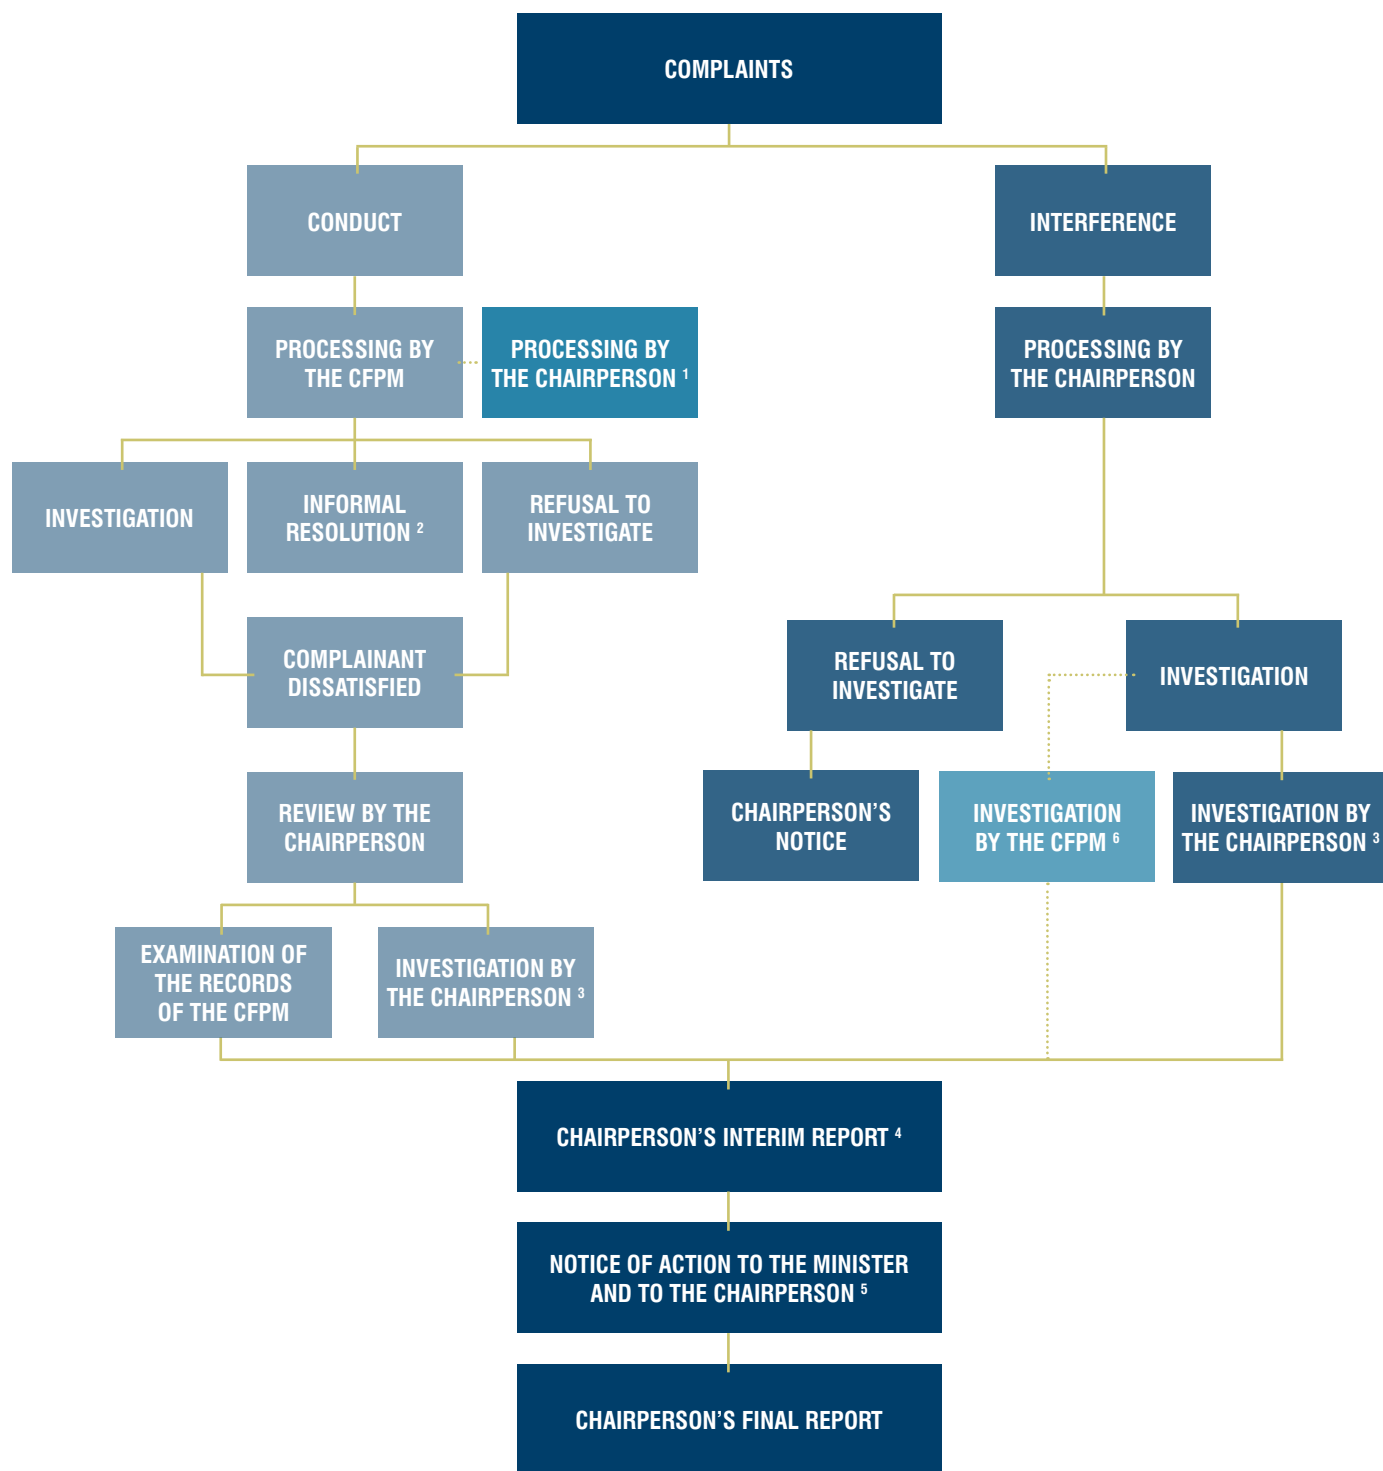 COMPLAINTS
CONDUCT
INTERFERENCE
PROCESSING BY
THE CFPM
PROCESSING BY
THE CHAIRPERSON 1
PROCESSING BY
THE CHAIRPERSON
INVESTIGATION
INFORMAL
RESOLUTION 2
REFUSAL TO
INVESTIGATE
COMPLAINANT
DISSATISFIED
REFUSAL TO
INVESTIGATE
INVESTIGATION
REVIEW BY THE
CHAIRPERSON
CHAIRPERSON'S
NOTICE
INVESTIGATION
BY THE CFPM 6
INVESTIGATION BY
THE CHAIRPERSON 3
EXAMINATION OF
THE RECORDS
OF THE CFPM
INVESTIGATION BY
THE CHAIRPERSON 3
CHAIRPERSON'S INTERIM REPORT 4
NOTICE OF ACTION TO THE MINISTER
AND TO THE CHAIRPERSON 5
CHAIRPERSON'S FINAL REPORT